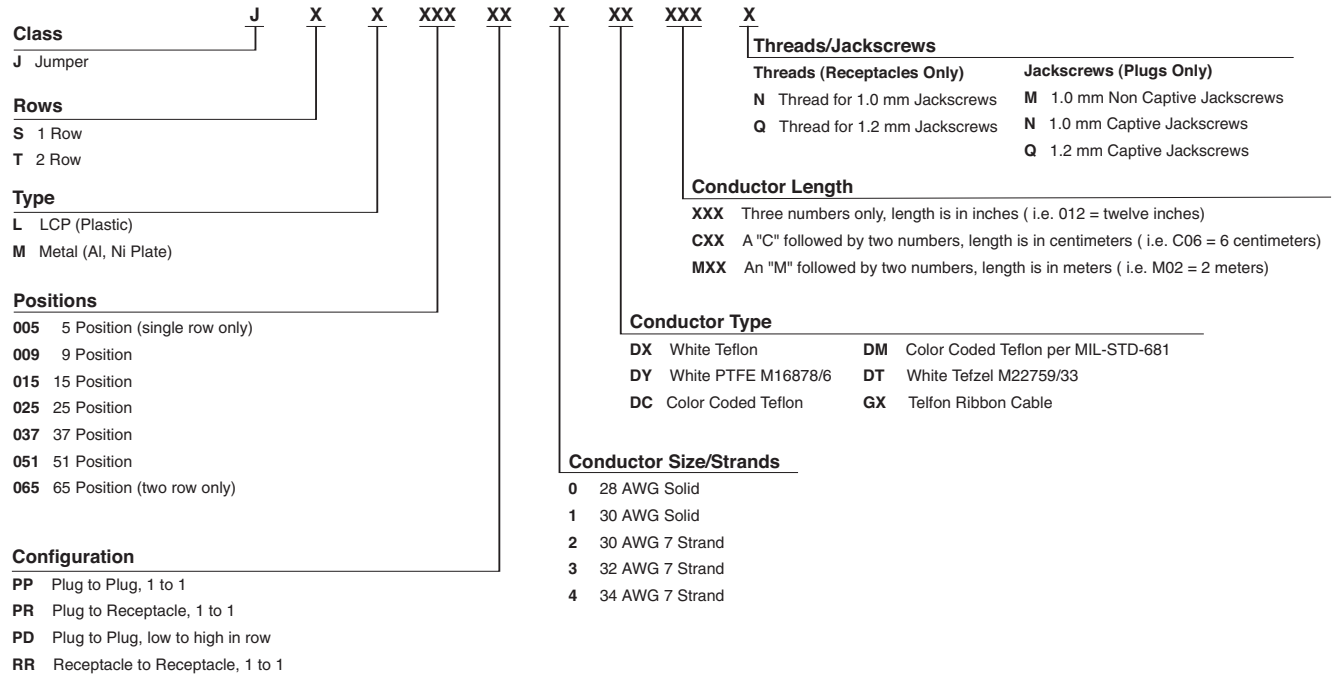 J X X XXX XX X XX XXX X
Class
J Jumper
Rows
S 1 Row
T 2 Row
Type
L LCP (Plastic)
M Metal (Al, Ni Plate)
Positions
005 5 Position (single row only)
009 9 Position
015 15 Position
025 25 Position
037 37 Position
051 51 Position
065 65 Position (two row only)
Configuration
PP Plug to Plug, 1 to 1
PR Plug to Receptacle, 1 to 1
PD Plug to Plug, low to high in row
RR Receptacle to Receptacle, 1 to 1
Threads/Jackscrews
Threads (Receptacles Only)
N Thread for 1.0 mm Jackscrews
Q Thread for 1.2 mm Jackscrews
Jackscrews (Plugs Only)
M 1.0 mm Non Captive Jackscrews
N 1.0 mm Captive Jackscrews
Q 1.2 mm Captive Jackscrews
Conductor Length
XXX Three numbers only, length is in inches ( i.e. 012 = twelve inches)
CXX A "C" followed by two numbers, length is in centimeters ( i.e. C06 = 6 centimeters)
MXX An "M" followed by two numbers, length is in meters ( i.e. M02 = 2 meters)
Conductor Type
DX White Teflon
DY White PTFE M16878/6
DC Color Coded Teflon
DM Color Coded Teflon per MIL-STD-681
DT White Tefzel M22759/33
GX Telfon Ribbon Cable
Conductor Size/Strands
0 28 AWG Solid
1 30 AWG Solid
2 30 AWG 7 Strand
3 32 AWG 7 Strand
4 34 AWG 7 Strand